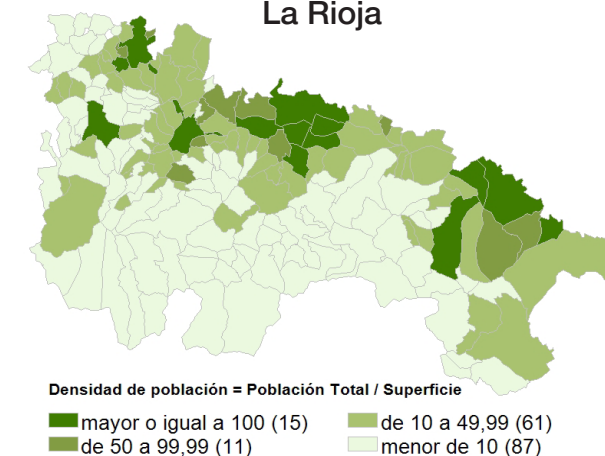 La Rioja
Densidad de población = Población Total / Superficie
mayor o igual a 100 (15)
de 10 a 49,99 (61)
de 50 a 99,99 (11)
menor de 10 (87)